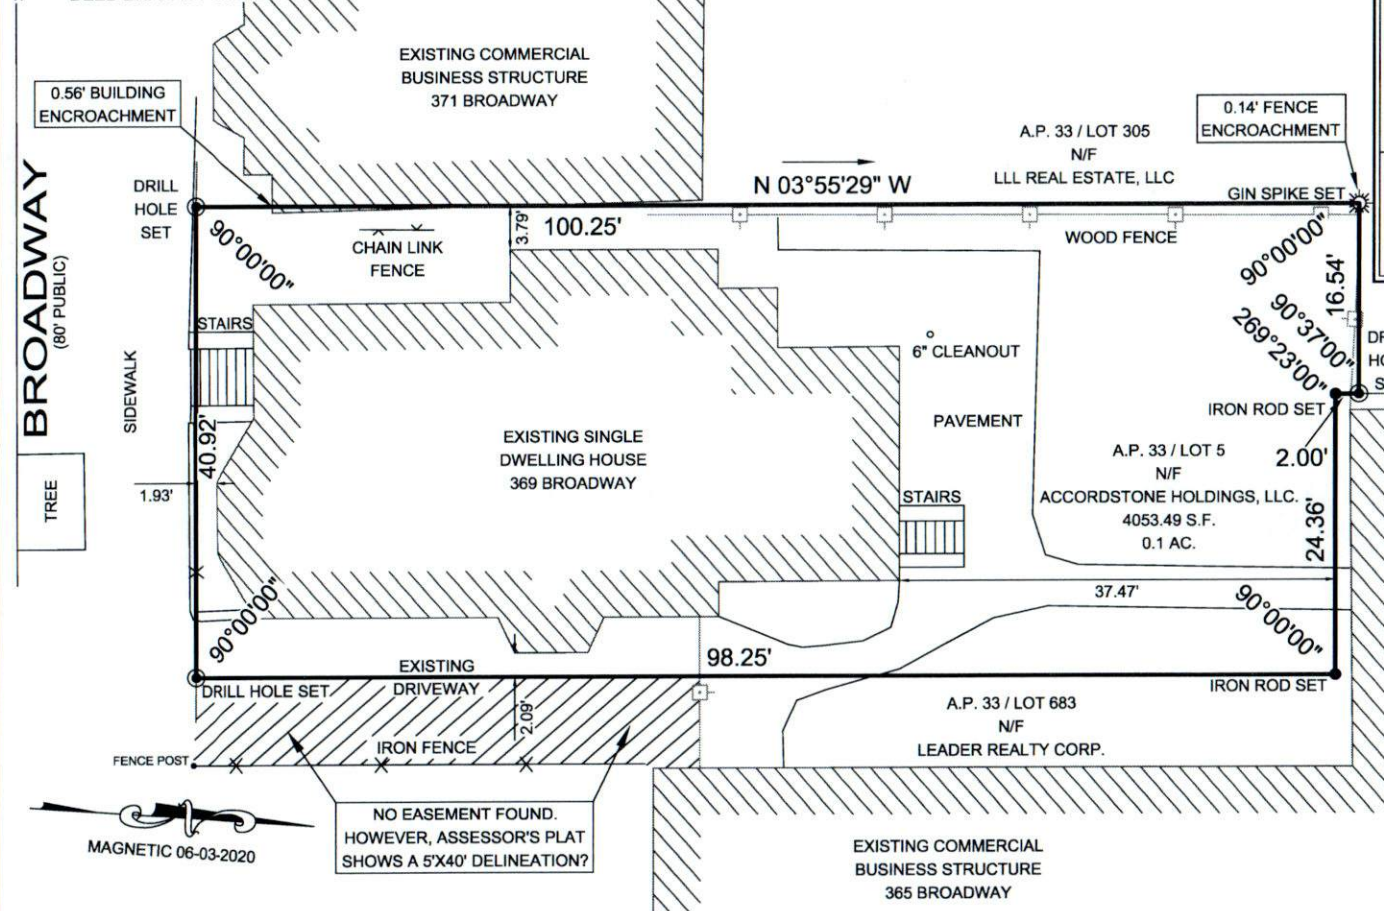 EXISTING COMMERCIAL
BUSINESS STRUCTURE
371 BROADWAY
0.56' BUILDING
ENCROACHMENT
0.14' FENCE
ENCROACHMENT
A.P. 33 / LOT 305
N/F
LLL REAL ESTATE, LLC
N 03°55'29" W
GIN SPIKE SET
DRILL
HOLE
SET
100.25'
3.79'
CHAIN LINK
FENCE
WOOD FENCE
90°00'00"
90°00'00"
16.54'
90°37'00"
269°23'00"
BROADWAY
(80' PUBLIC)
SIDEWALK
STAIRS
40.92'
6" CLEANOUT
PAVEMENT
IRON ROD SET
2.00'
EXISTING SINGLE
DWELLING HOUSE
369 BROADWAY
A.P. 33 / LOT 5
N/F
ACCORDSTONE HOLDINGS, LLC.
4053.49 S.F.
0.1 AC.
TREE
1.93'
STAIRS
24.36'
37.47'
90°00'00"
90°00'00"
98.25'
EXISTING
DRIVEWAY
DRILL HOLE SET
IRON ROD SET
2.09'
A.P. 33 / LOT 683
N/F
LEADER REALTY CORP.
IRON FENCE
FENCE POST
MAGNETIC 06-03-2020
NO EASEMENT FOUND.
HOWEVER, ASSESSOR'S PLAT
SHOWS A 5'X40' DELINEATION?
EXISTING COMMERCIAL
BUSINESS STRUCTURE
365 BROADWAY